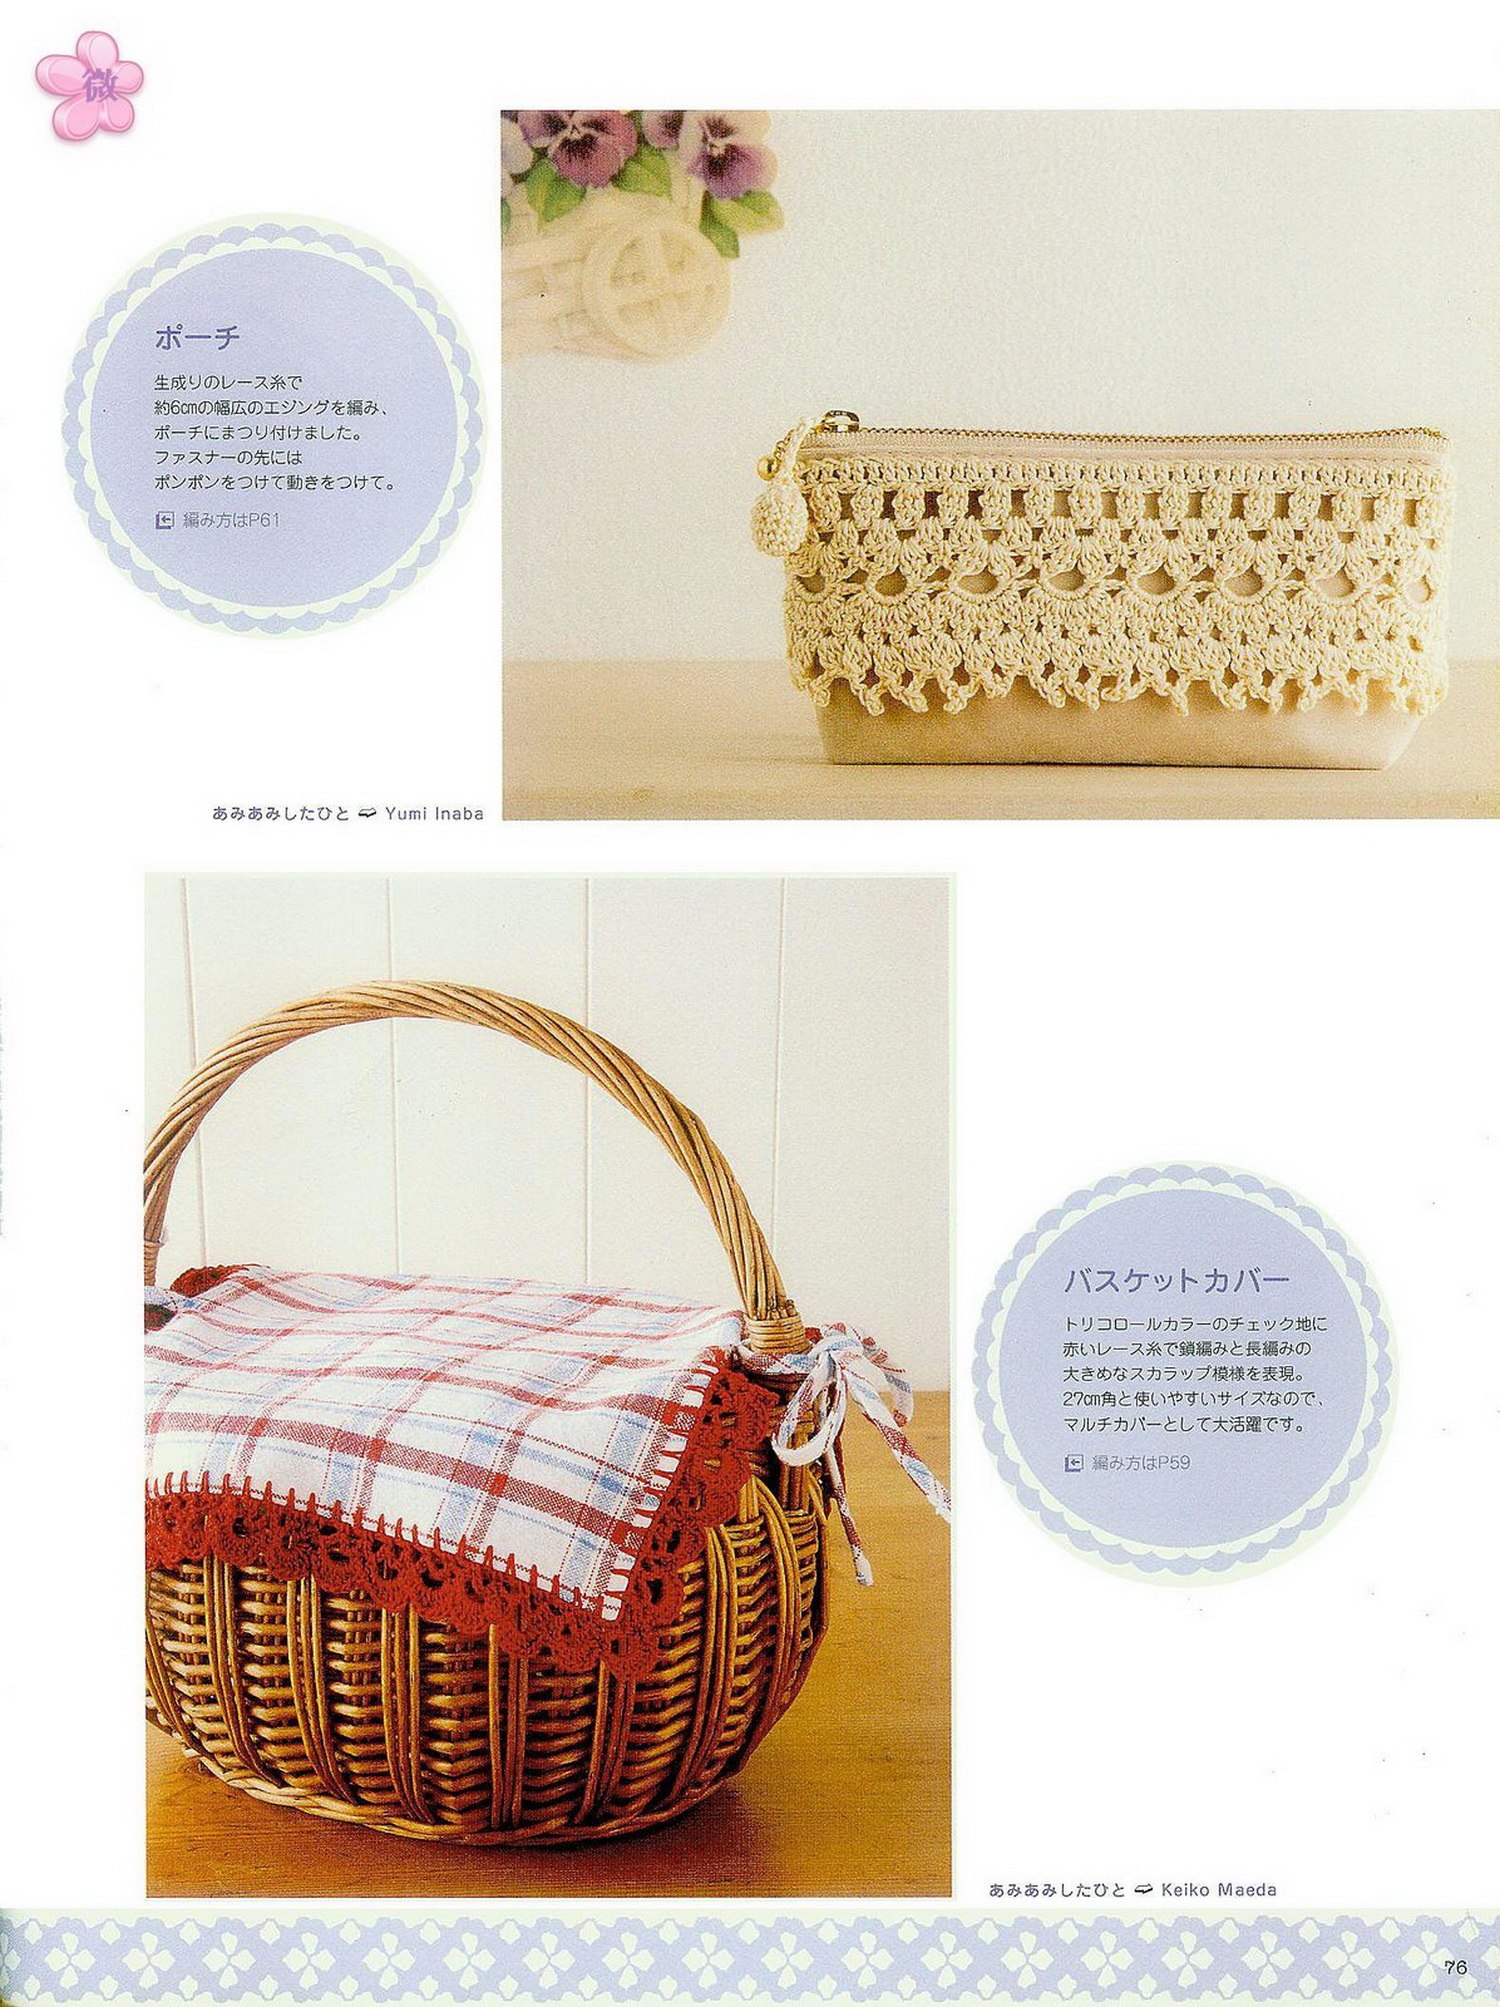 微
ポーチ
生成りのレース糸で
約6cmの幅広のエジングを編み、
ポーチにまつり付けました。
ファスナーの先には
ポンポンをつけて動きをつけて。
編み方はP61
あみあみしたひと Yumi Inaba
バスケットカバー
トリコロールカラーのチェック地に
赤いレース糸で鎖編みと長編みの
大きめなスカラップ模様を表現。
27cm角と使いやすいサイズなので、
マルチカバーとして大活躍です。
編み方はP59
あみあみしたひと Keiko Maeda
76